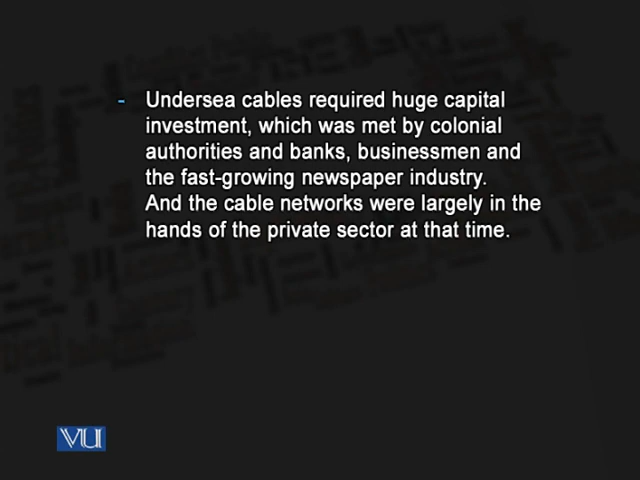 - Undersea cables required huge capital
investment, which was met by colonial
authorities and banks, businessmen and
the fast-growing newspaper industry.
And the cable networks were largely in the
hands of the private sector at that time.
VU